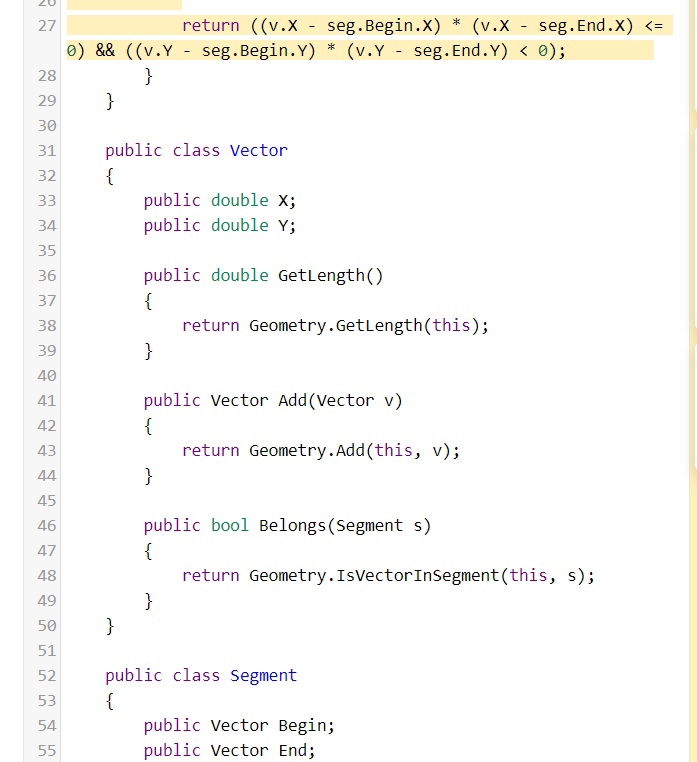 26
27 return ((v.X - seg.Begin.X) * (v.X - seg.End.X) <=
0) && ((v.Y - seg.Begin.Y) * (v.Y - seg.End.Y) < 0);
28 }
29 }
30
31 public class Vector
32 {
33 public double X;
34 public double Y;
35
36 public double GetLength()
37 {
38 return Geometry.GetLength(this);
39 }
40
41 public Vector Add(Vector v)
42 {
43 return Geometry.Add(this, v);
44 }
45
46 public bool Belongs(Segment s)
47 {
48 return Geometry.IsVectorInSegment(this, s);
49 }
50 }
51
52 public class Segment
53 {
54 public Vector Begin;
55 public Vector End;